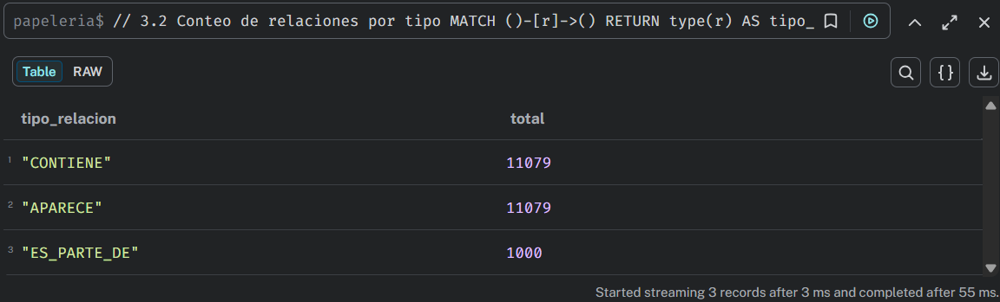 papeleria$ // 3.2 Conteo de relaciones por tipo MATCH ()-[r]->() RETURN type(r) AS tipo_
Table RAW
tipo_relacion total
1 "CONTIENE" 11079
2 "APARECE" 11079
3 "ES_PARTE_DE" 1000
Started streaming 3 records after 3 ms and completed after 55 ms.